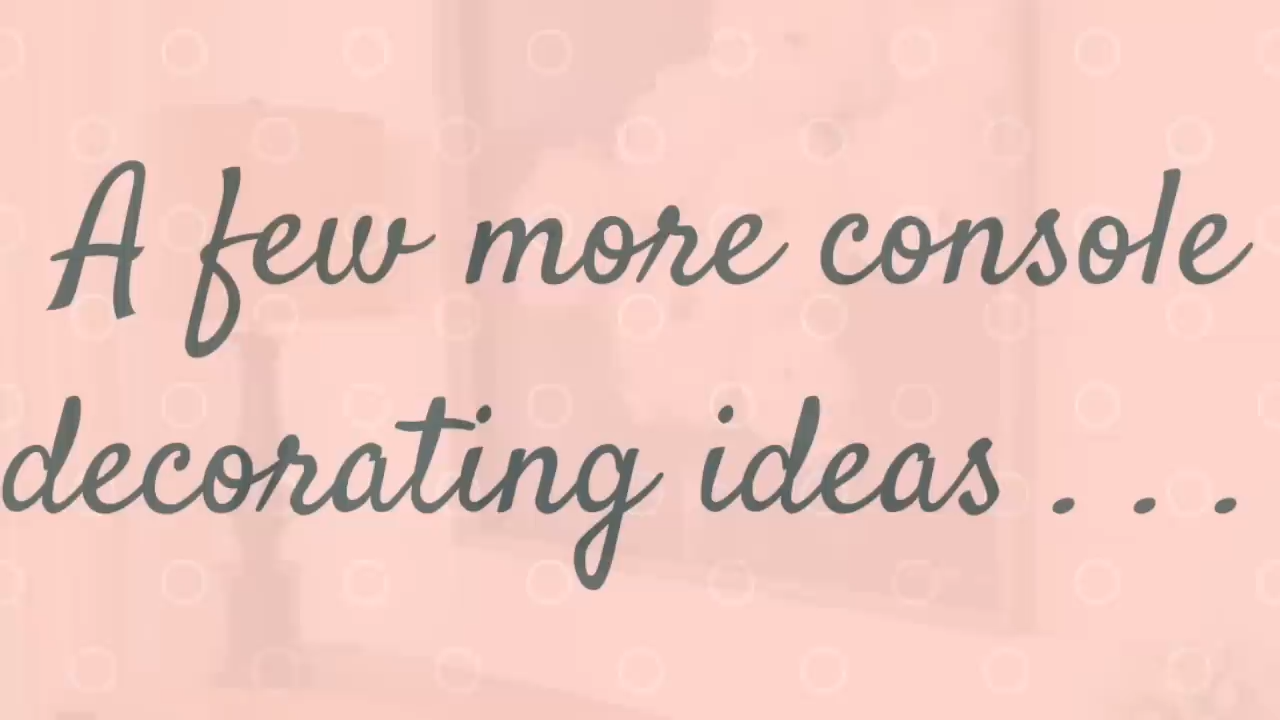 A few more console
decorating ideas . . .